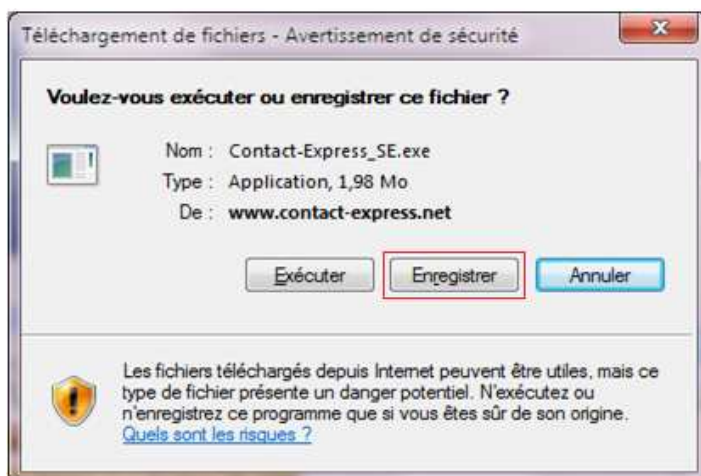 Téléchargement de fichiers - Avertissement de sécurité
Voulez-vous exécuter ou enregistrer ce fichier ?
Nom : Contact-Express_SE.exe
Type : Application, 1,98 Mo
De : www.contact-express.net
Exécuter Enregistrer Annuler
Les fichiers téléchargés depuis Internet peuvent être utiles, mais ce
type de fichier présente un danger potentiel. N'exécutez ou
n'enregistrez ce programme que si vous êtes sûr de son origine.
Quels sont les risques ?